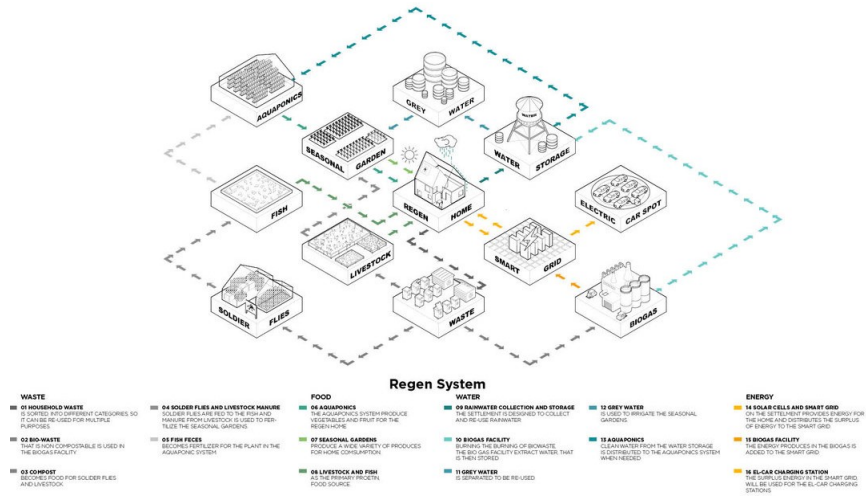 AQUAPONICS
GREY WATER
WATER
SEASONAL GARDEN
WATER STORAGE
FISH
REGEN HOME
ELECTRIC CAR SPOT
LIVESTOCK
SMART GRID
SOLDIER FLIES
WASTE
BIOGAS
Regen System
WASTE
01 HOUSEHOLD WASTE
IS SORTED INTO DIFFERENT CATEGORIES, SO
IT CAN BE RE-USED FOR MULTIPLE
PURPOSES
02 BIO-WASTE
THAT IS NON COMPOSTABLE IS USED IN
THE BIOGAS FACILITY
03 COMPOST
BECOMES FOOD FOR SOLDIER FLIES
AND LIVESTOCK
04 SOLDIER FLIES AND LIVESTOCK MANURE
SOLDIER FLIES ARE FED TO THE FISH AND
MANURE FROM LIVESTOCK IS USED TO FER-
TILIZE THE SEASONAL GARDENS
05 FISH FECES
BECOMES FERTILIZER FOR THE PLANT IN THE
AQUAPONIC SYSTEM
FOOD
06 AQUAPONICS
THE AQUAPONICS SYSTEM PRODUCE
VEGETABLES AND FRUIT FOR THE
REGEN HOME
07 SEASONAL GARDENS
PRODUCE A WIDE VARIETY OF PRODUCES
FOR HOME COMSUMPTION
08 LIVESTOCK AND FISH
AS THE PRIMARY PROETIN
FOOD SOURCE
WATER
09 RAINWATER COLLECTION AND STORAGE
THE SETTLEMENT IS DESIGNED TO COLLECT
AND RE-USE RAINWATER
10 BIOGAS FACILITY
BURNING THE BURNING OF BIOWASTE,
THE BIO GAS FACILITY EXTRACT WATER, THAT
IS THEN STORED
11 GREY WATER
IS SEPARATED TO BE RE-USED
12 GREY WATER
IS USED TO IRRIGATE THE SEASONAL
GARDENS
13 AQUAPONICS
CLEAN WATER FROM THE WATER STORAGE
IS DISTRIBUTED TO THE AQUAPONICS SYSTEM
WHEN NEEDED
ENERGY
14 SOLAR CELLS AND SMART GRID
ON THE SETTELMENT PROVIDES ENERGY FOR
THE HOME AND DISTRIBUTES THE SURPLUS
OF ENERGY TO THE SMART GRID
15 BIOGAS FACILITY
THE ENERGY PRODUCES IN THE BIOGAS IS
ADDED TO THE SMART GRID
16 EL-CAR CHARGING STATION
THE SURPLUS ENERGY IN THE SMART GRID,
WILL BE USED FOR THE EL-CAR CHARGING
STATIONS